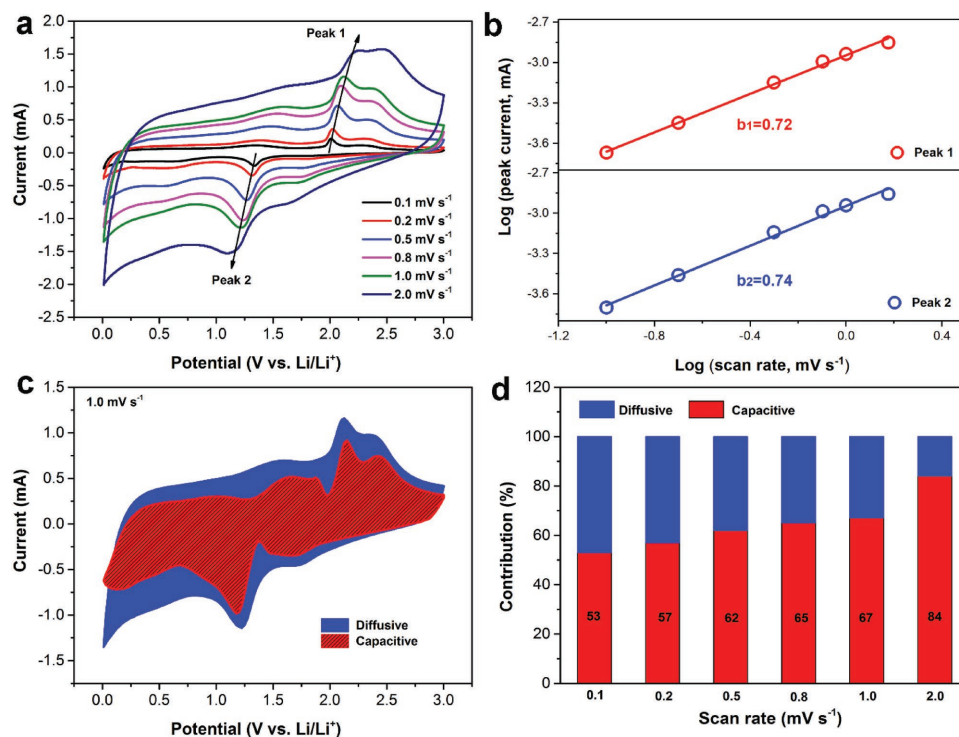 a
Current (mA)
2.0
1.5
1.0
0.5
0.0
-0.5
-1.0
-1.5
-2.0
-2.5
Peak 1
Peak 2
0.1 mV s⁻¹
0.2 mV s⁻¹
0.5 mV s⁻¹
0.8 mV s⁻¹
1.0 mV s⁻¹
2.0 mV s⁻¹
0.0 0.5 1.0 1.5 2.0 2.5 3.0
Potential (V vs. Li/Li⁺)
b
Log (peak current, mA)
-2.7
-3.0
-3.3
-3.6
b₁=0.72
Peak 1
-2.7
-3.0
-3.3
-3.6
b₂=0.74
Peak 2
-1.2 -0.8 -0.4 0.0 0.4
Log (scan rate, mV s⁻¹)
c
Current (mA)
1.5
1.0
0.5
0.0
-0.5
-1.0
-1.5
1.0 mV s⁻¹
Diffusive
Capacitive
0.0 0.5 1.0 1.5 2.0 2.5 3.0
Potential (V vs. Li/Li⁺)
d
Contribution (%)
120
100
80
60
40
20
0
Diffusive Capacitive
53 57 62 65 67 84
0.1 0.2 0.5 0.8 1.0 2.0
Scan rate (mV s⁻¹)